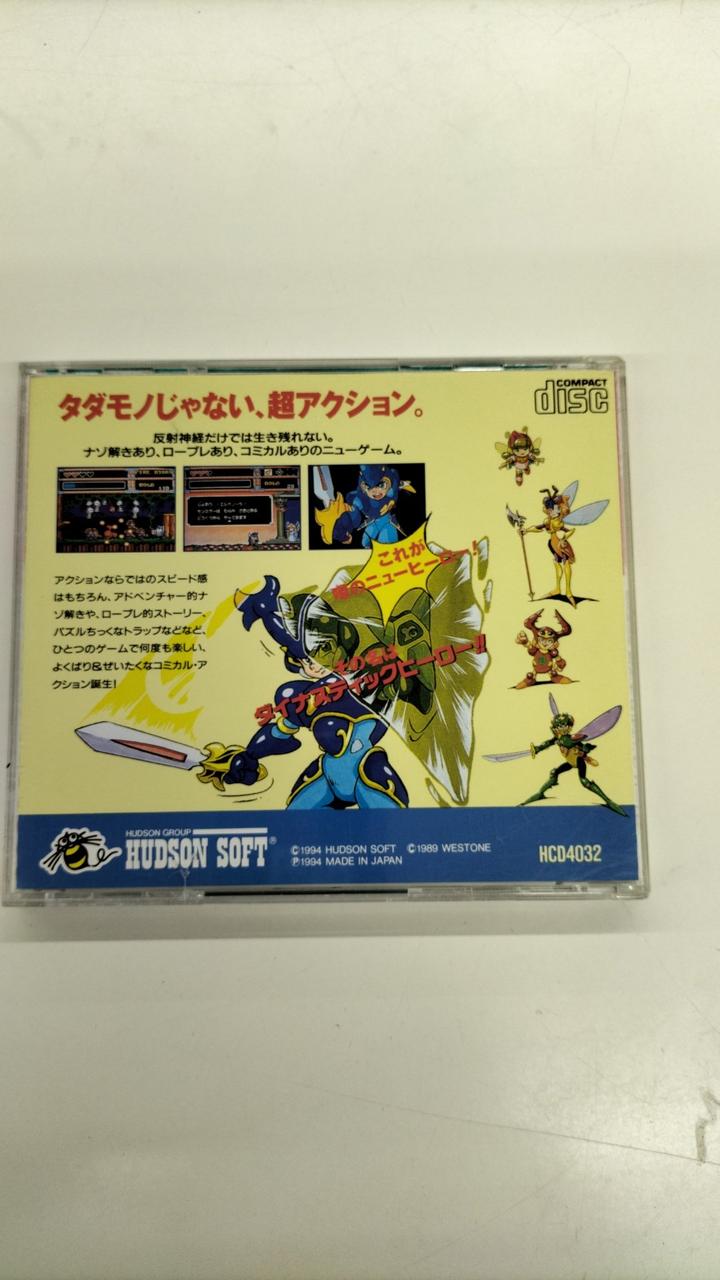 タダモノじゃない、超アクション。
COMPACT
disc
反射神経だけでは生き残れない。
ナゾ解きあり、ロープレあり、コミカルありのニューゲーム。
アクションならではのスピード感
はもちろん、アドベンチャー的ナ
ゾ解きや、ロープレ的ストーリー、
パズルちっくなトラップなどなど、
ひとつのゲームで何度も楽しい、
よくばり&ぜいたくなコミカル・ア
クション誕生!
これが
噂のニューヒーロー!
その名は
ダイナスティックヒーロー!!
HUDSON GROUP
HUDSON SOFT®
©1994 HUDSON SOFT ©1989 WESTONE
Ⓟ1994 MADE IN JAPAN
HCD4032